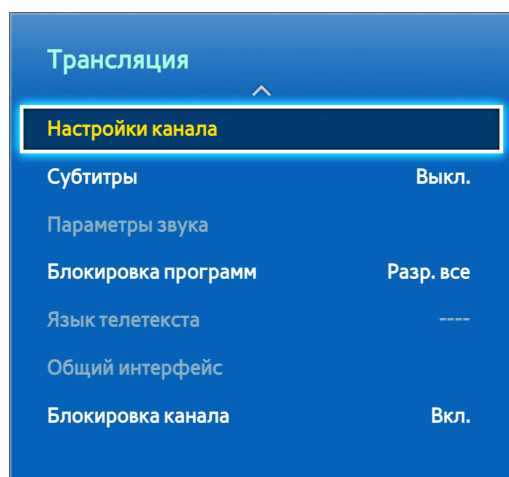 Трансляция
Настройки канала
Субтитры Выкл.
Параметры звука
Блокировка программ Разр. все
Язык телетекста ----
Общий интерфейс
Блокировка канала Вкл.